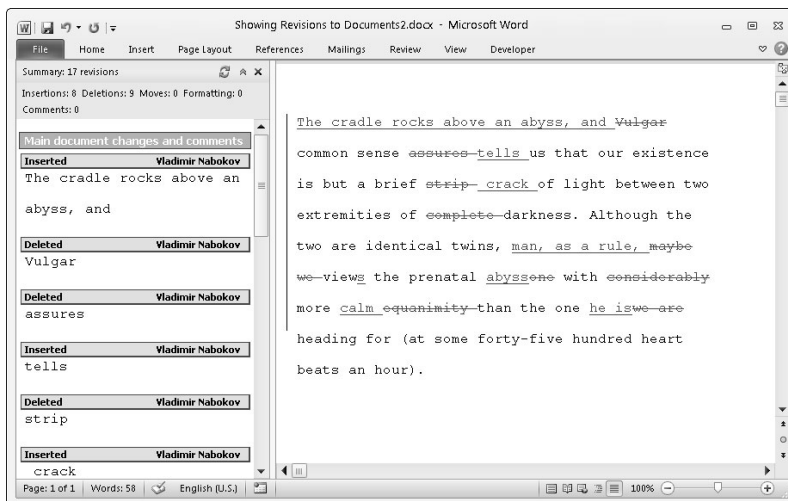 Showing Revisions to Documents2.docx - Microsoft Word
File Home Insert Page Layout References Mailings Review View Developer
Summary: 17 revisions
Insertions: 8 Deletions: 9 Moves: 0 Formatting: 0
Comments: 0
Main document changes and comments
Inserted Vladimir Nabokov
The cradle rocks above an
abyss, and
Deleted Vladimir Nabokov
Vulgar
Deleted Vladimir Nabokov
assures
Inserted Vladimir Nabokov
tells
Deleted Vladimir Nabokov
strip
Inserted Vladimir Nabokov
crack
The cradle rocks above an abyss, and Vulgar
common sense assures tells us that our existence
is but a brief strip crack of light between two
extremities of complete darkness. Although the
two are identical twins, man, as a rule, maybe
we views the prenatal abyssone with considerably
more calm equanimity than the one he iswe are
heading for (at some forty-five hundred heart
beats an hour).
Page: 1 of 1 Words: 58 English (U.S.) 100%